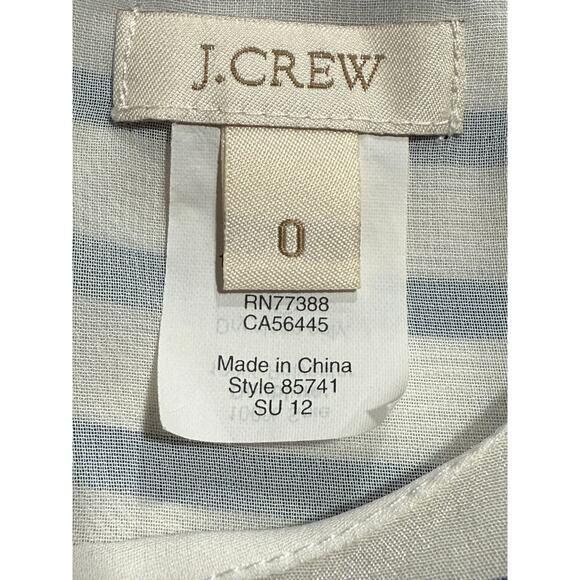 J.CREW
0
RN77388
CA56445
Made in China
Style 85741
SU 12